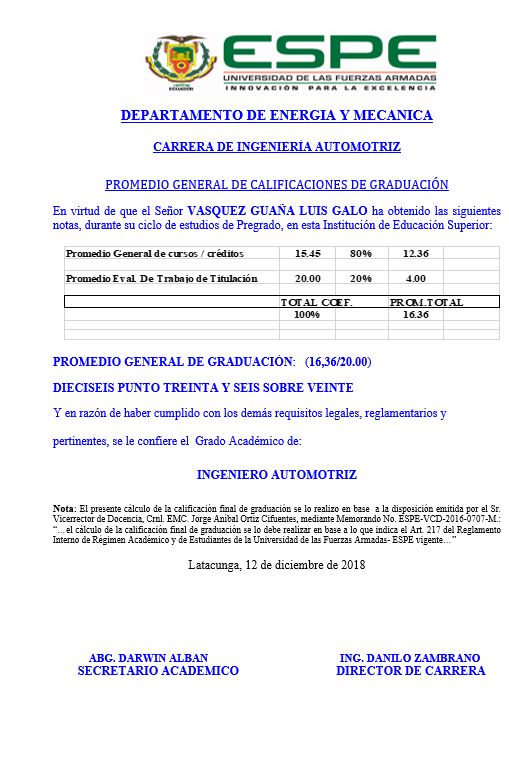 ESPE
UNIVERSIDAD DE LAS FUERZAS ARMADAS
INNOVACIÓN PARA LA EXCELENCIA
ECUADOR
DEPARTAMENTO DE ENERGIA Y MECANICA
CARRERA DE INGENIERÍA AUTOMOTRIZ
PROMEDIO GENERAL DE CALIFICACIONES DE GRADUACIÓN
En virtud de que el Señor VASQUEZ GUAÑA LUIS GALO ha obtenido las siguientes
notas, durante su ciclo de estudios de Pregrado, en esta Institución de Educación Superior:
Promedio General de cursos / créditos 15.45 80% 12.36
Promedio Eval. De Trabajo de Titulación 20.00 20% 4.00
TOTAL COEF. PROM.TOTAL
100% 16.36
PROMEDIO GENERAL DE GRADUACIÓN: (16,36/20.00)
DIECISEIS PUNTO TREINTA Y SEIS SOBRE VEINTE
Y en razón de haber cumplido con los demás requisitos legales, reglamentarios y
pertinentes, se le confiere el Grado Académico de:
INGENIERO AUTOMOTRIZ
Nota: El presente cálculo de la calificación final de graduación se lo realizo en base a la disposición emitida por el Sr.
Vicerrector de Docencia, Crnl. EMC. Jorge Anibal Ortiz Cifuentes, mediante Memorando No. ESPE-VCD-2016-0707-M.:
“…el cálculo de la calificación final de graduación se lo debe realizar en base a lo que indica el Art. 217 del Reglamento
Interno de Régimen Académico y de Estudiantes de la Universidad de las Fuerzas Armadas- ESPE vigente…”
Latacunga, 12 de diciembre de 2018
ABG. DARWIN ALBAN ING. DANILO ZAMBRANO
SECRETARIO ACADEMICO DIRECTOR DE CARRERA